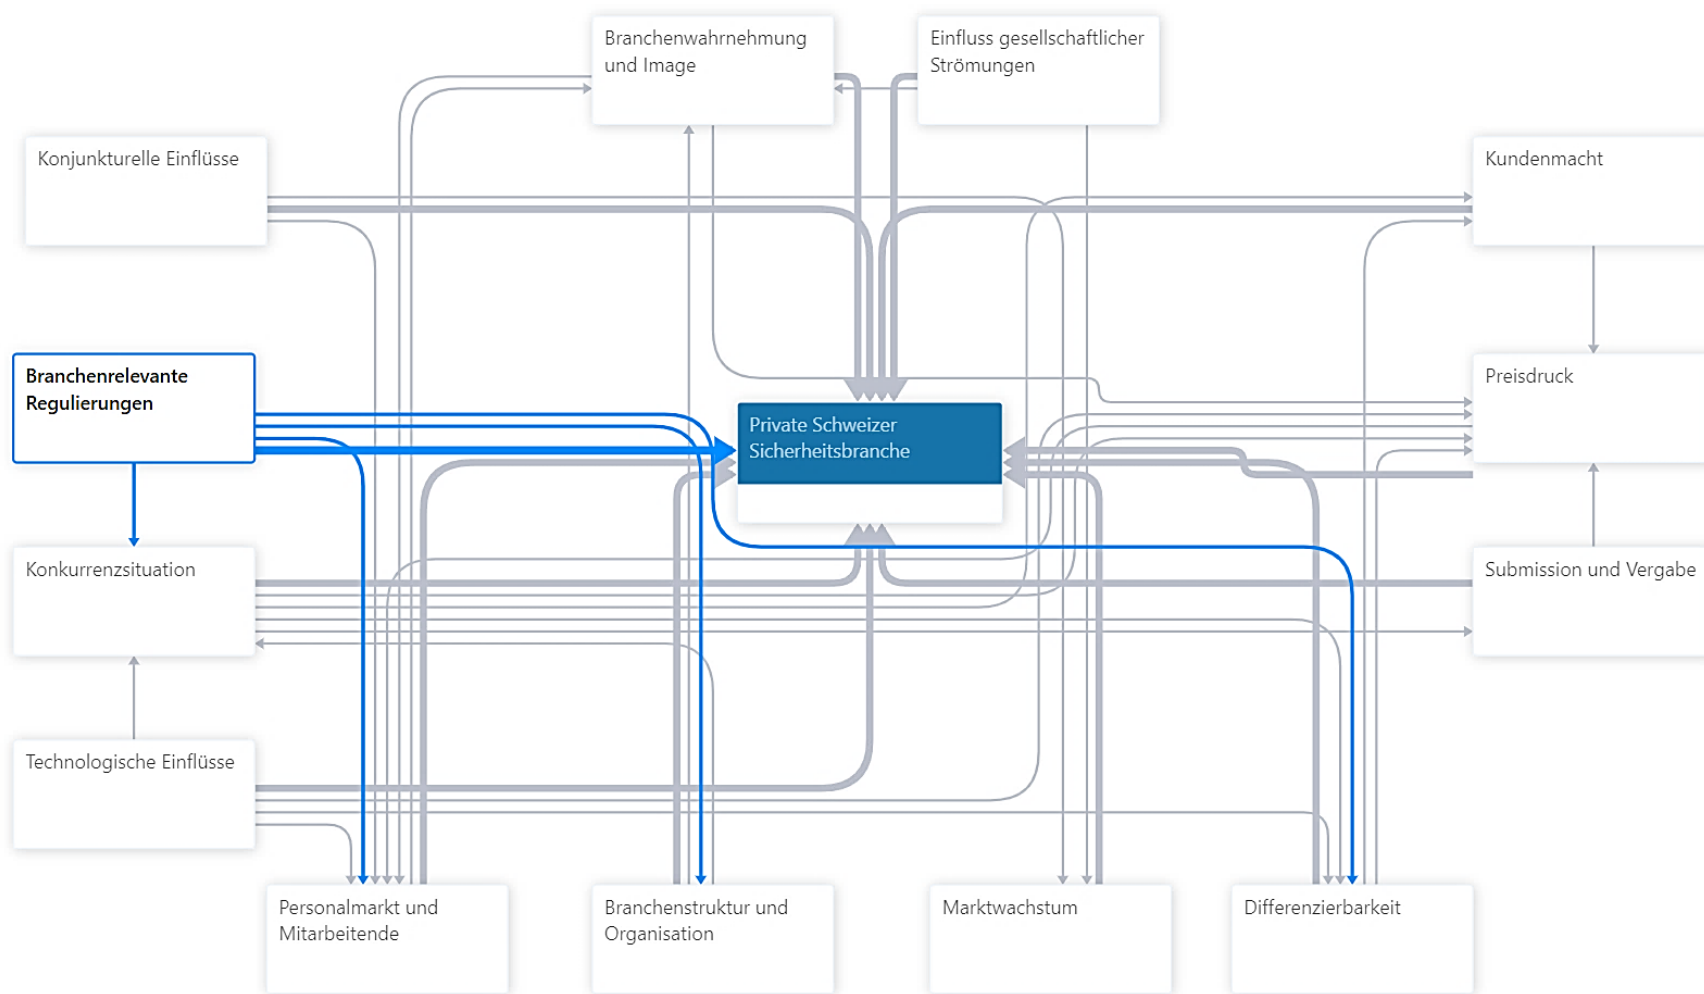 Branchenwahrnehmung
und Image
Einfluss gesellschaftlicher
Strömungen
Konjunkturelle Einflüsse
Kundenmacht
Branchenrelevante
Regulierungen
Preisdruck
Private Schweizer
Sicherheitsbranche
Konkurrenzsituation
Submission und Vergabe
Technologische Einflüsse
Personalmarkt und
Mitarbeitende
Branchenstruktur und
Organisation
Marktwachstum
Differenzierbarkeit